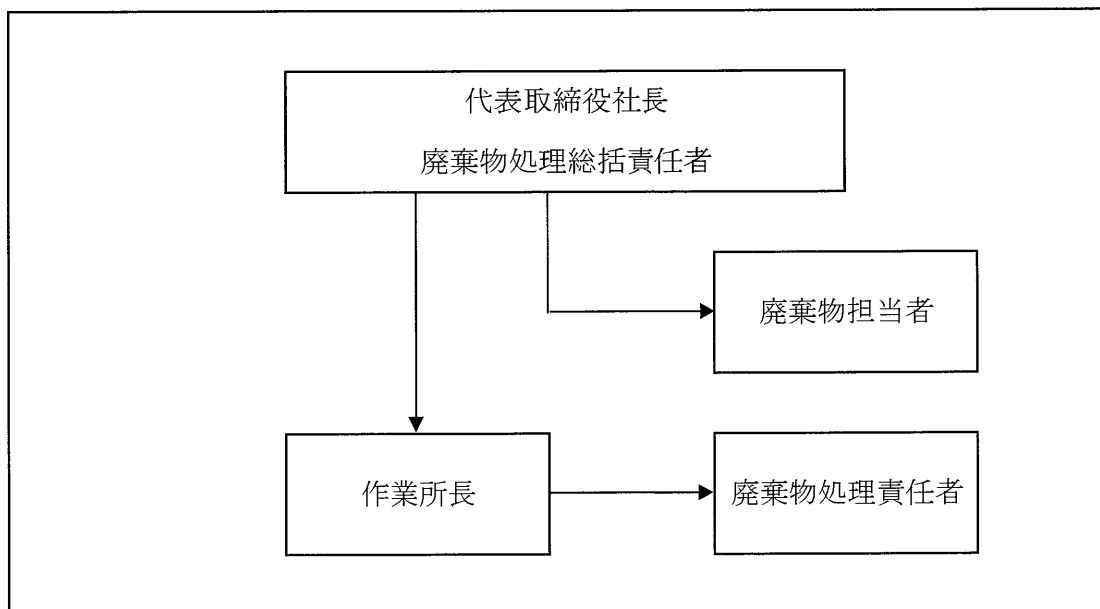 代表取締役社長
廃棄物処理総括責任者
廃棄物担当者
作業所長
廃棄物処理責任者